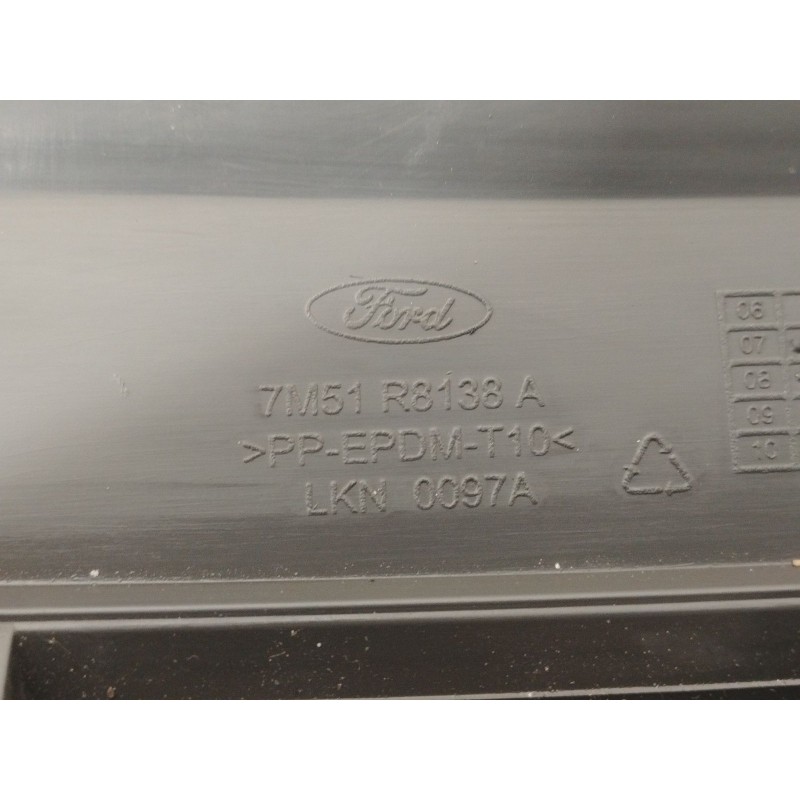 Ford
7M51 R8138 A
>PP-EPDM-T10<
LKN 0097A
06
07
08
09
10